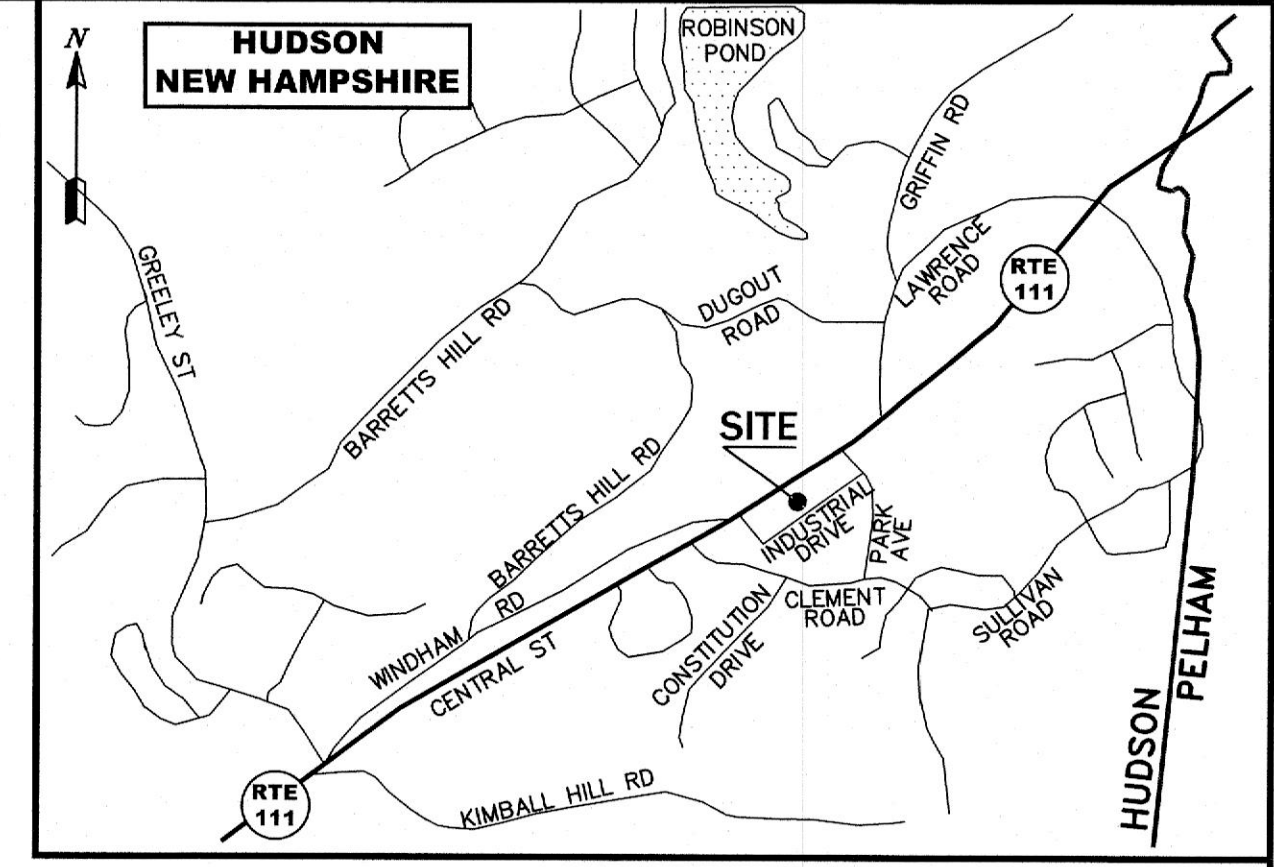 N
HUDSON
NEW HAMPSHIRE
ROBINSON
POND
GRIFFIN RD
LAWRENCE
ROAD
RTE
111
GREELEY ST
BARRETTS HILL RD
DUGOUT
ROAD
SITE
BARRETTS HILL RD
INDUSTRIAL
DRIVE
PARK
AVE
WINDHAM RD
CENTRAL ST
CONSTITUTION
DRIVE
CLEMENT
ROAD
SULLIVAN
ROAD
HUDSON
PELHAM
RTE
111
KIMBALL HILL RD